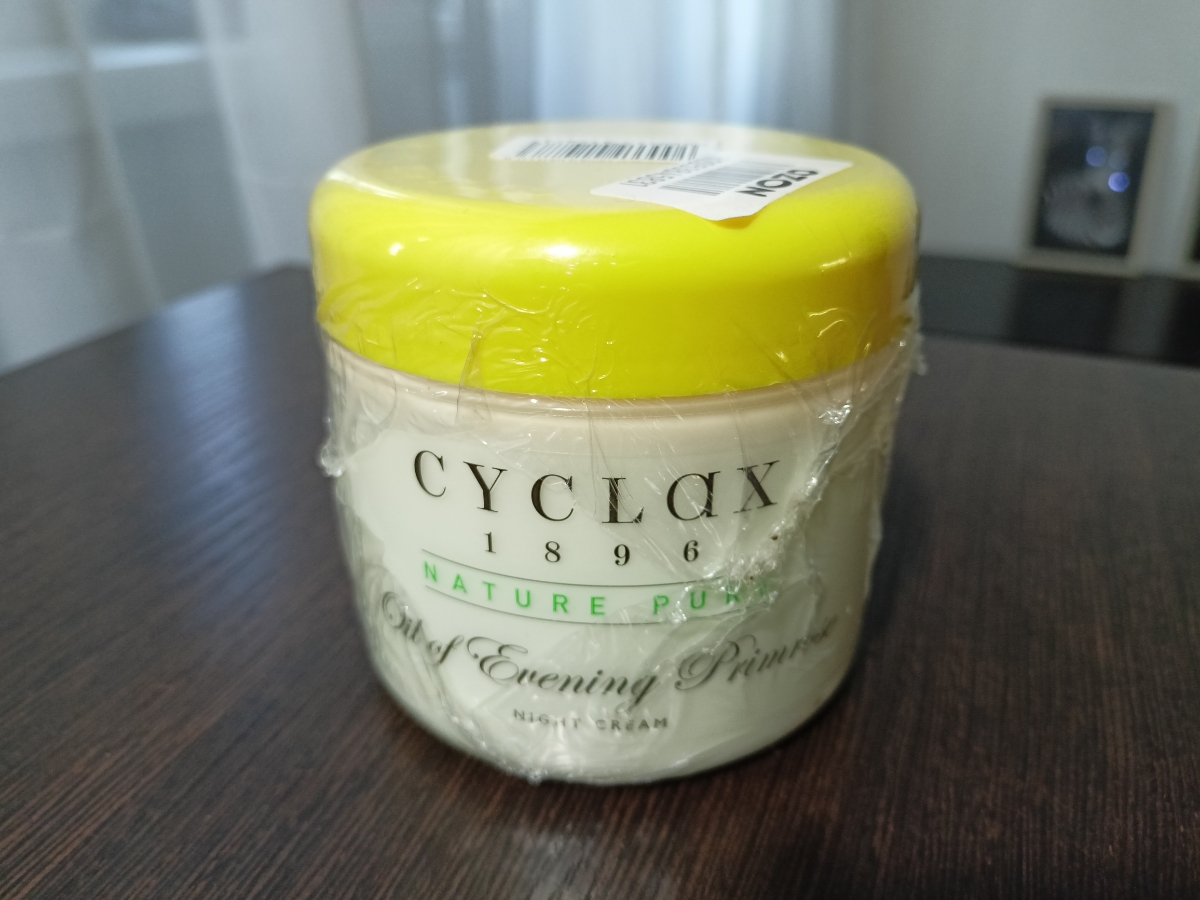 OZON
CYCLAX
1896
NATURE PURE
Oil of Evening Primrose
NIGHT CREAM